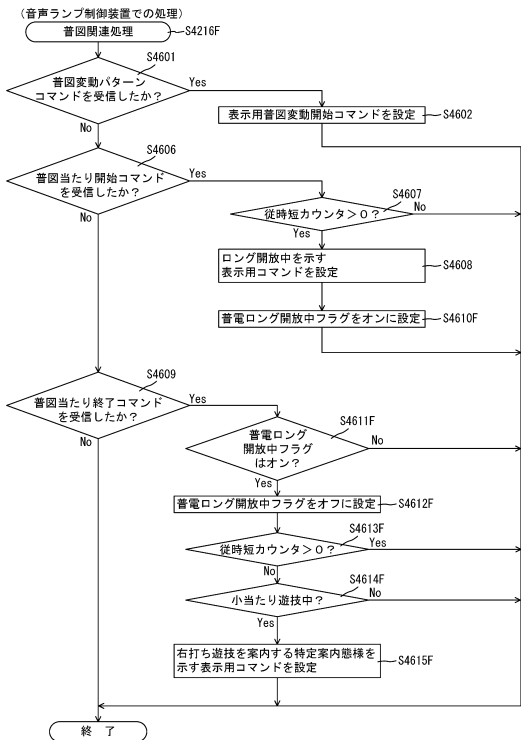 （音声ランプ制御装置での処理）
普図関連処理
S4216F
S4601
普図変動パターン
コマンドを受信したか？
Yes
No
表示用普図変動開始コマンドを設定
S4602
S4606
普図当たり開始コマンド
を受信したか？
Yes
No
S4607
従時短カウンタ＞０？
No
Yes
ロング開放中を示す
表示用コマンドを設定
S4608
普電ロング開放中フラグをオンに設定
S4610F
S4609
普図当たり終了コマンド
を受信したか？
Yes
No
S4611F
普電ロング
開放中フラグ
はオン？
No
Yes
普電ロング開放中フラグをオフに設定
S4612F
S4613F
従時短カウンタ＞０？
Yes
No
S4614F
小当たり遊技中？
No
Yes
右打ち遊技を案内する特定案内態様を
示す表示用コマンドを設定
S4615F
終 了